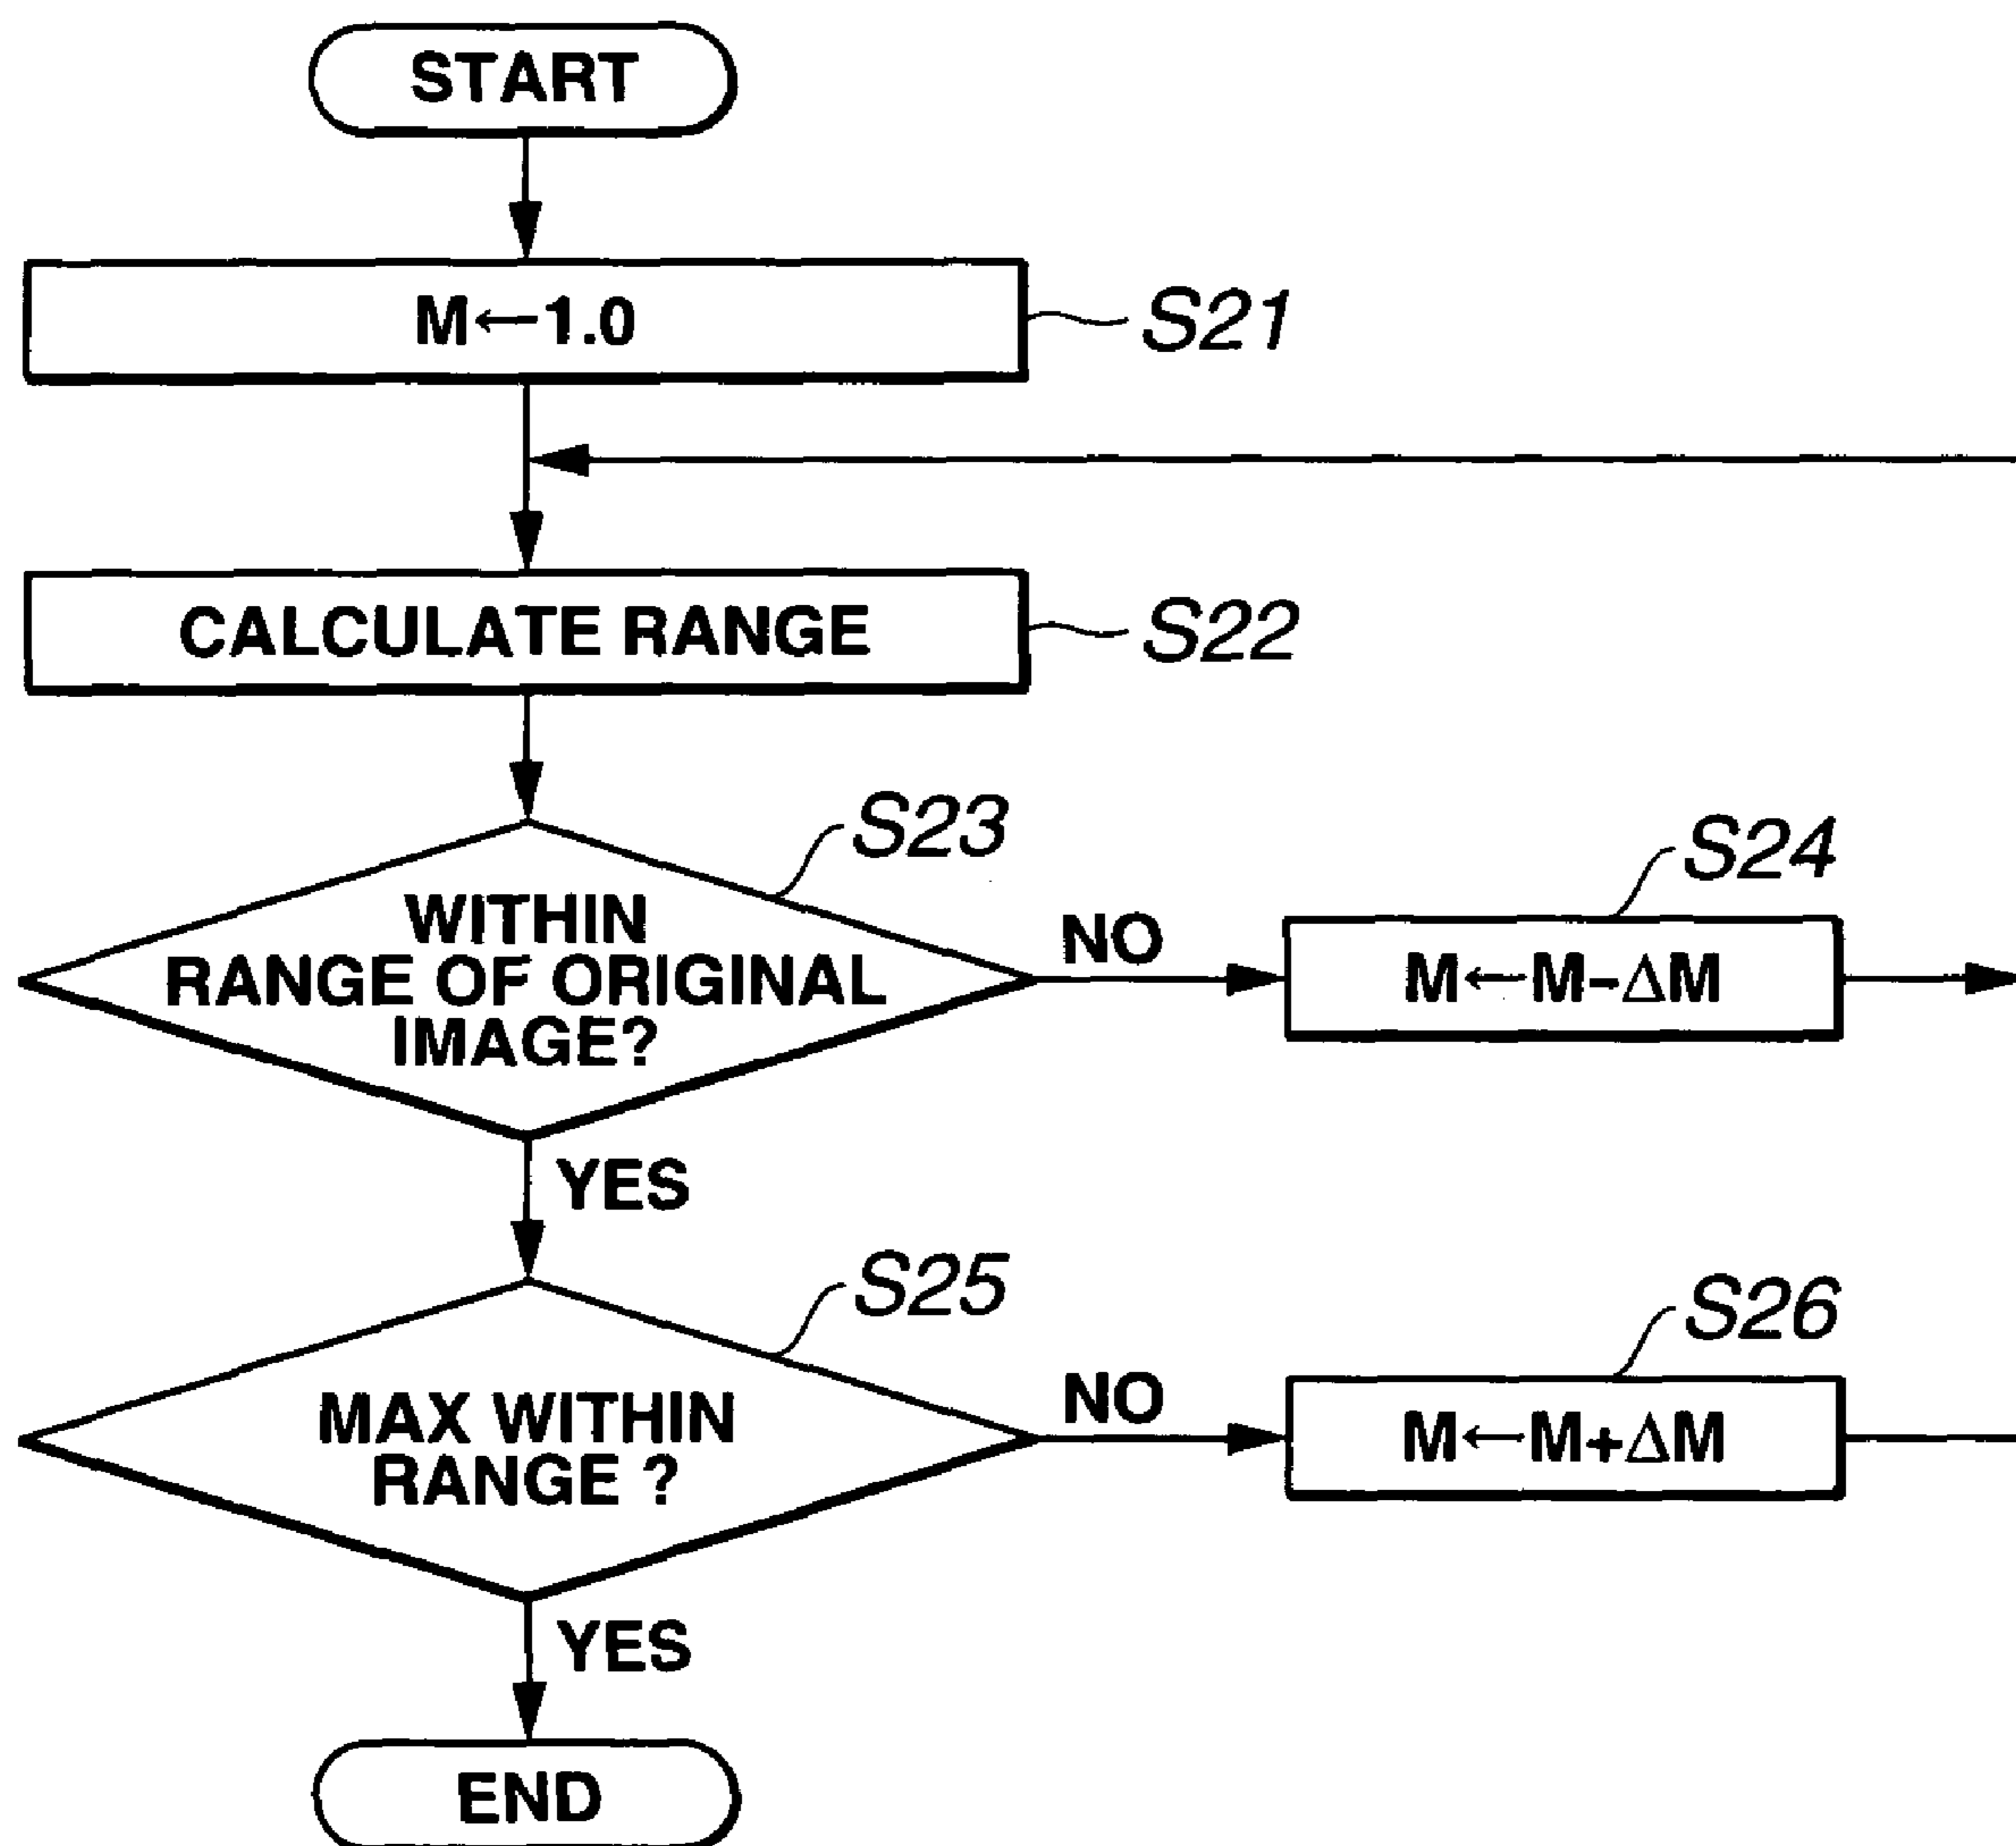 START
M←1.0
S21
CALCULATE RANGE
S22
S23
WITHIN
RANGE OF ORIGINAL
IMAGE?
NO
S24
M←M-ΔM
YES
S25
MAX WITHIN
RANGE ?
NO
S26
M←M+ΔM
YES
END